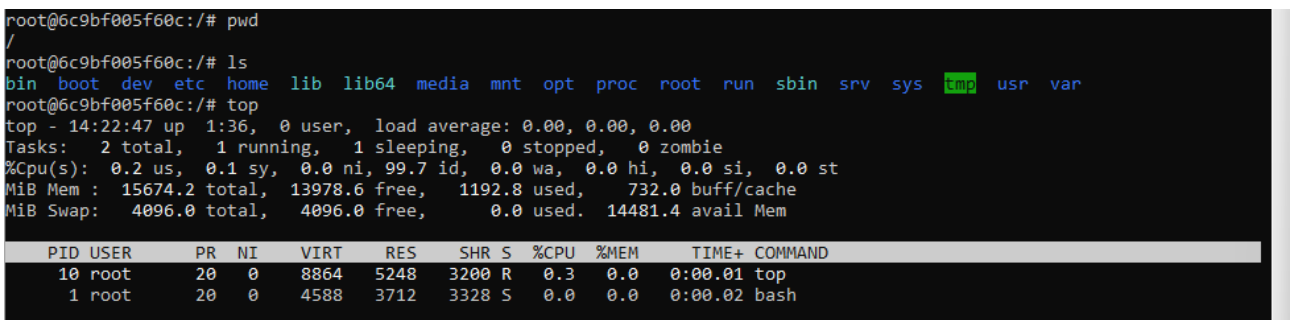 root@6c9bf005f60c:/# pwd
/
root@6c9bf005f60c:/# ls
bin  boot  dev  etc  home  lib  lib64  media  mnt  opt  proc  root  run  sbin  srv  sys  tmp  usr  var
root@6c9bf005f60c:/# top
top - 14:22:47 up  1:36,  0 user,  load average: 0.00, 0.00, 0.00
Tasks:   2 total,   1 running,   1 sleeping,   0 stopped,   0 zombie
%Cpu(s):  0.2 us,  0.1 sy,  0.0 ni, 99.7 id,  0.0 wa,  0.0 hi,  0.0 si,  0.0 st
MiB Mem :  15674.2 total,  13978.6 free,   1192.8 used,    732.0 buff/cache
MiB Swap:   4096.0 total,   4096.0 free,      0.0 used.  14481.4 avail Mem
    PID USER      PR  NI    VIRT    RES    SHR S  %CPU  %MEM     TIME+ COMMAND
     10 root      20   0    8864   5248   3200 R   0.3   0.0   0:00.01 top
      1 root      20   0    4588   3712   3328 S   0.0   0.0   0:00.02 bash